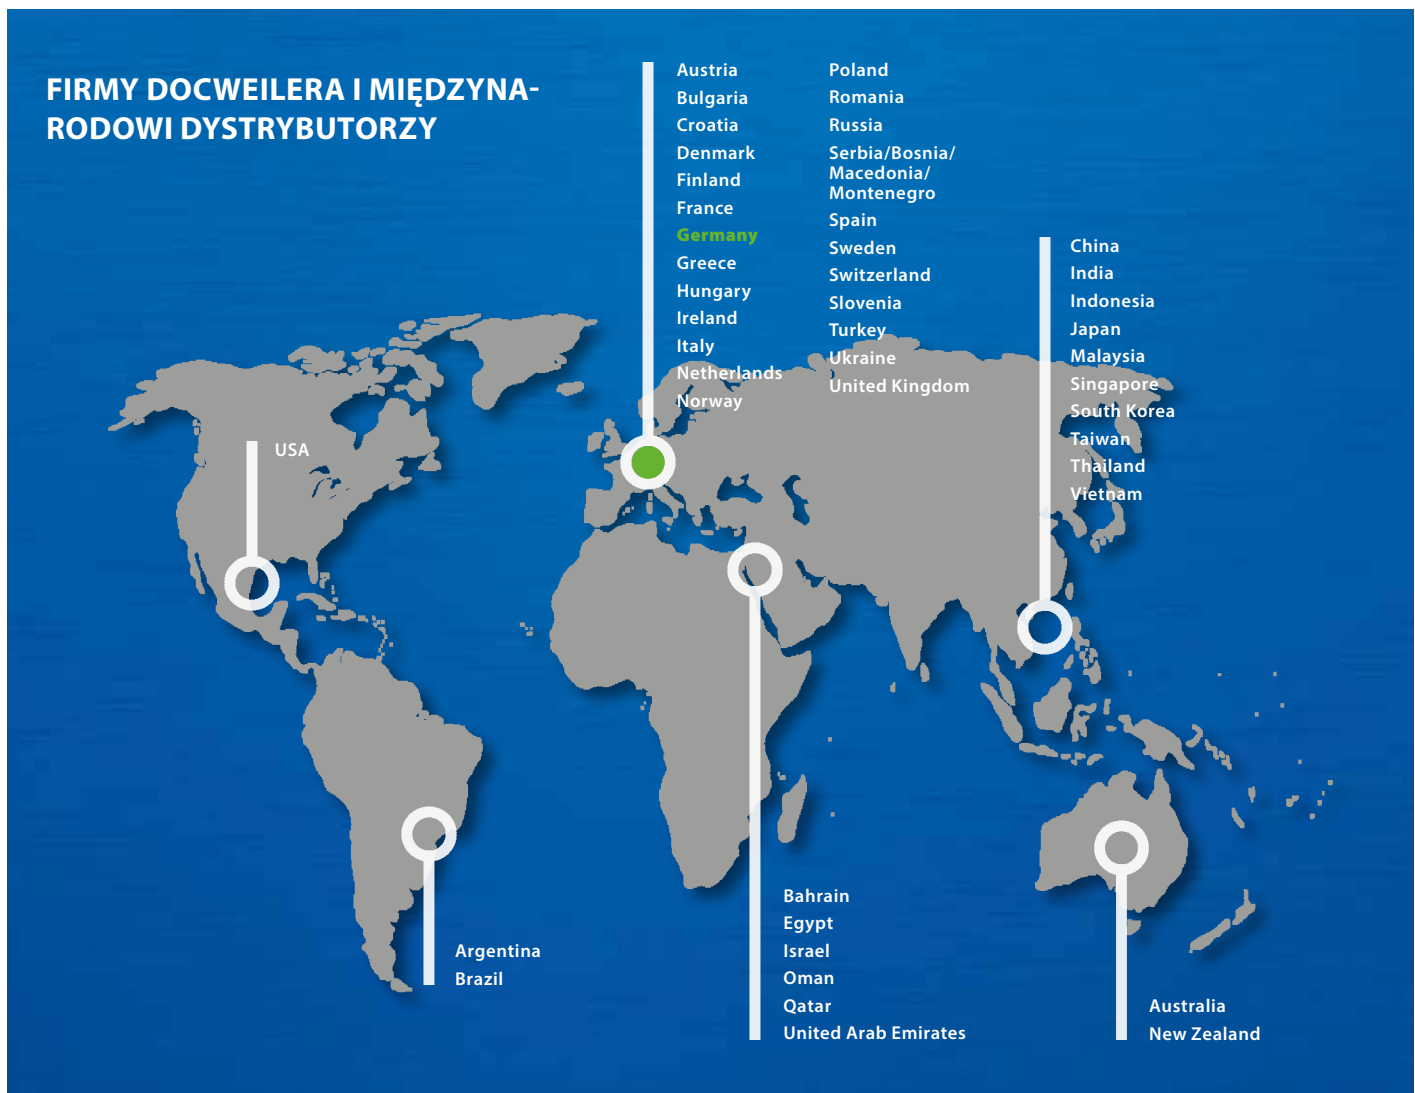 FIRMY DOCWEILERA I MIĘDZYNA-
RODOWI DYSTRYBUTORZY
Austria
Bulgaria
Croatia
Denmark
Finland
France
Germany
Greece
Hungary
Ireland
Italy
Netherlands
Norway
Poland
Romania
Russia
Serbia/Bosnia/
Macedonia/
Montenegro
Spain
Sweden
Switzerland
Slovenia
Turkey
Ukraine
United Kingdom
China
India
Indonesia
Japan
Malaysia
Singapore
South Korea
Taiwan
Thailand
Vietnam
USA
Argentina
Brazil
Bahrain
Egypt
Israel
Oman
Qatar
United Arab Emirates
Australia
New Zealand